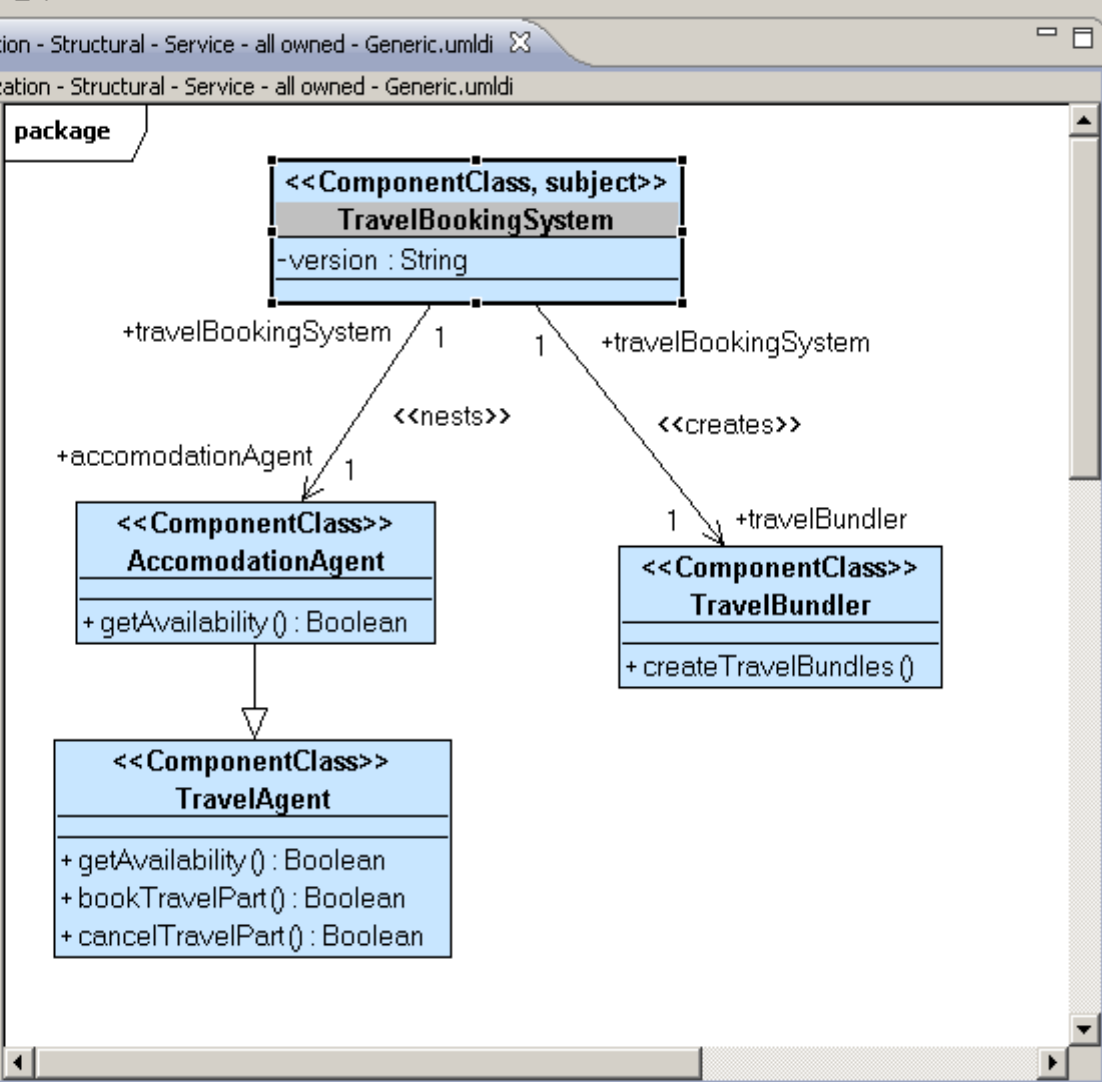 tion - Structural - Service - all owned - Generic.umldi
zation - Structural - Service - all owned - Generic.umldi
package
<<ComponentClass, subject>>
TravelBookingSystem
-version : String
+travelBookingSystem
1
1
+travelBookingSystem
<<nests>>
<<creates>>
+accomodationAgent
1
1
+travelBundler
<<ComponentClass>>
AccomodationAgent
+ getAvailability () : Boolean
<<ComponentClass>>
TravelBundler
+ createTravelBundles ()
<<ComponentClass>>
TravelAgent
+ getAvailability () : Boolean
+ bookTravelPart () : Boolean
+ cancelTravelPart () : Boolean